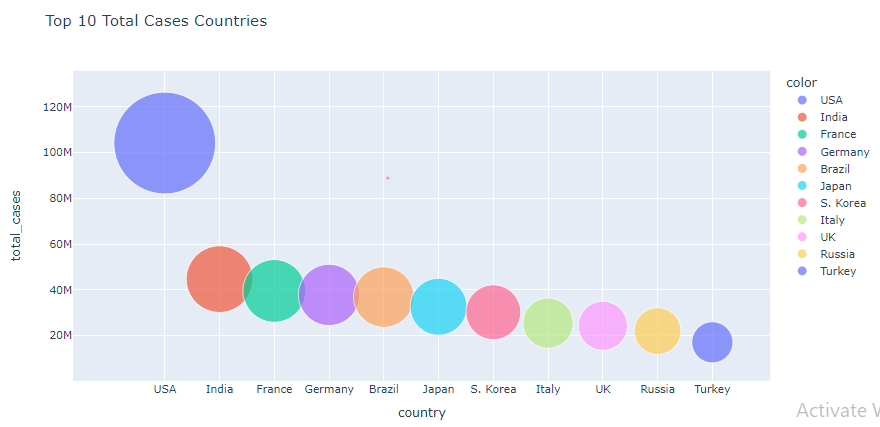 Top 10 Total Cases Countries
total_cases
120M
100M
80M
60M
40M
20M
USA India France Germany Brazil Japan S. Korea Italy UK Russia Turkey
country
color
USA
India
France
Germany
Brazil
Japan
S. Korea
Italy
UK
Russia
Turkey
Activate